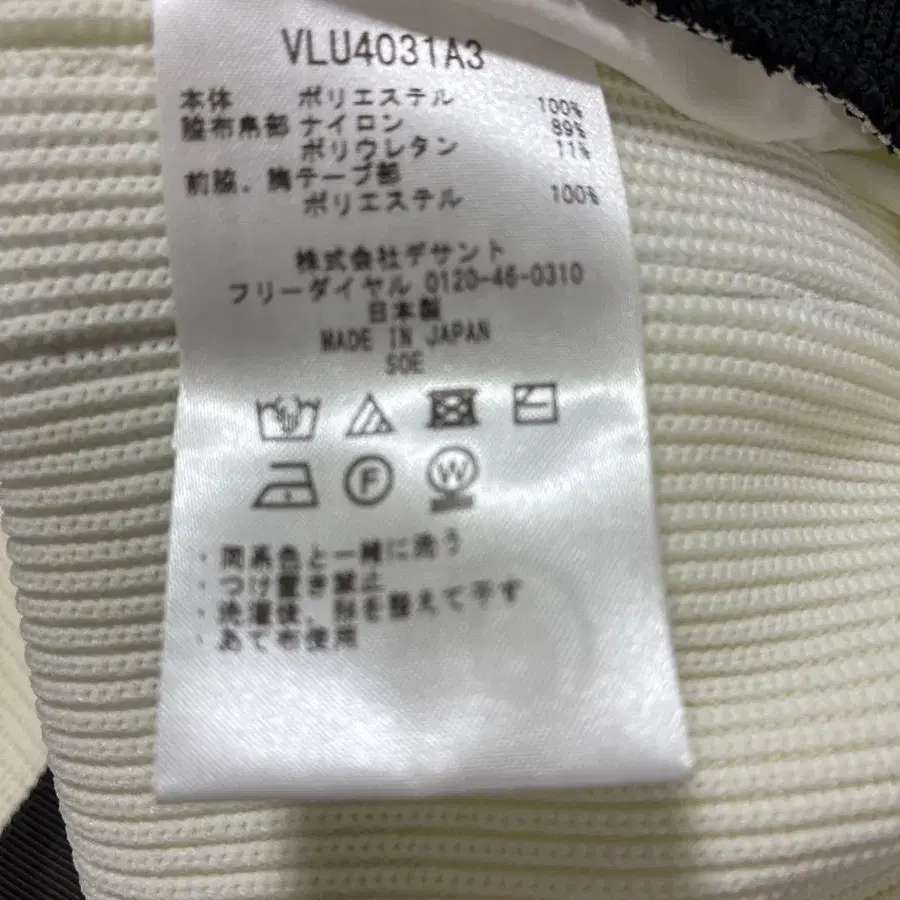 VLU4031A3
本体 ポリエステル 100%
脇布帛部 ナイロン 89%
ポリウレタン 11%
前脇、胸テープ部
ポリエステル 100%
株式会社デサント
フリーダイヤル 0120-46-0310
日本製
MADE IN JAPAN
SOE
F W
・同系色と一緒に洗う
・つけ置き禁止
・洗濯後、形を整えて干す
・あて布使用